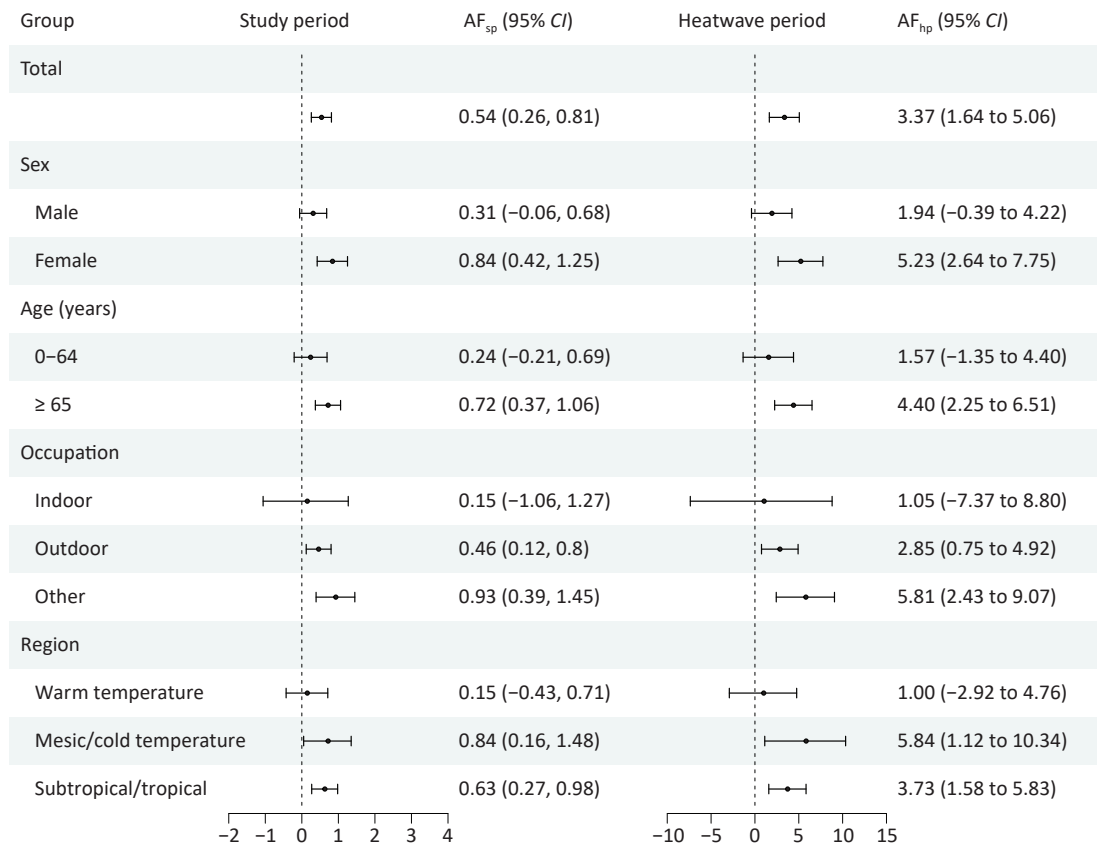 Group Study period AFsp (95% CI) Heatwave period AFhp (95% CI)
Total
0.54 (0.26, 0.81) 3.37 (1.64 to 5.06)
Sex
Male 0.31 (−0.06, 0.68) 1.94 (−0.39 to 4.22)
Female 0.84 (0.42, 1.25) 5.23 (2.64 to 7.75)
Age (years)
0−64 0.24 (−0.21, 0.69) 1.57 (−1.35 to 4.40)
≥ 65 0.72 (0.37, 1.06) 4.40 (2.25 to 6.51)
Occupation
Indoor 0.15 (−1.06, 1.27) 1.05 (−7.37 to 8.80)
Outdoor 0.46 (0.12, 0.8) 2.85 (0.75 to 4.92)
Other 0.93 (0.39, 1.45) 5.81 (2.43 to 9.07)
Region
Warm temperature 0.15 (−0.43, 0.71) 1.00 (−2.92 to 4.76)
Mesic/cold temperature 0.84 (0.16, 1.48) 5.84 (1.12 to 10.34)
Subtropical/tropical 0.63 (0.27, 0.98) 3.73 (1.58 to 5.83)
−2 −1 0 1 2 3 4 −10 −5 0 5 10 15